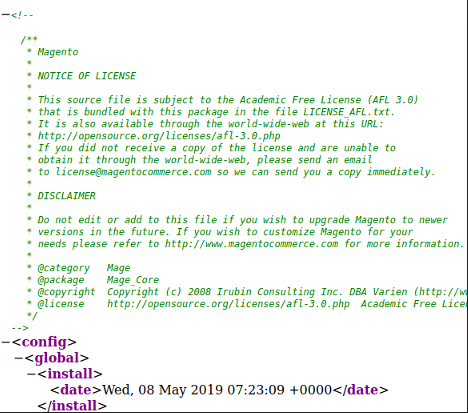 −<!--
/**
* Magento
*
* NOTICE OF LICENSE
*
* This source file is subject to the Academic Free License (AFL 3.0)
* that is bundled with this package in the file LICENSE_AFL.txt.
* It is also available through the world-wide-web at this URL:
* http://opensource.org/licenses/afl-3.0.php
* If you did not receive a copy of the license and are unable to
* obtain it through the world-wide-web, please send an email
* to license@magentocommerce.com so we can send you a copy immediately.
*
* DISCLAIMER
*
* Do not edit or add to this file if you wish to upgrade Magento to newer
* versions in the future. If you wish to customize Magento for your
* needs please refer to http://www.magentocommerce.com for more information.
*
* @category   Mage
* @package    Mage_Core
* @copyright  Copyright (c) 2008 Irubin Consulting Inc. DBA Varien (http://w
* @license    http://opensource.org/licenses/afl-3.0.php  Academic Free Lice
*/
-->
−<config>
−<global>
−<install>
<date>Wed, 08 May 2019 07:23:09 +0000</date>
</install>